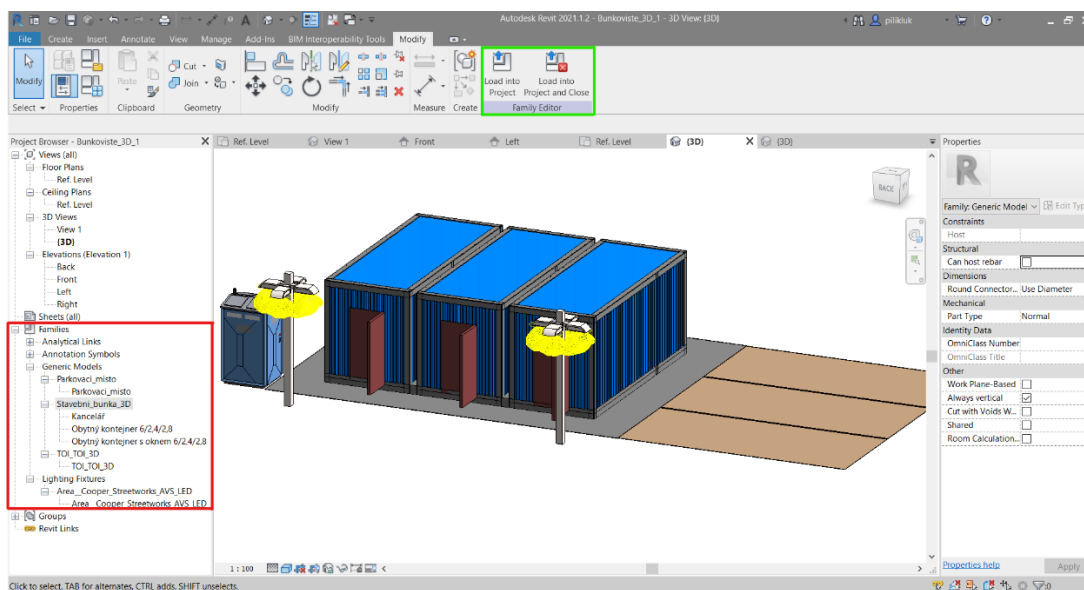 Autodesk Revit 2021.1.2 - Bunkoviste_3D_1 - 3D View: {3D}
pilikluk
File Create Insert Annotate View Manage Add-Ins BIM Interoperability Tools Modify
Modify
Paste
Cut
Join
Load into Project
Load into Project and Close
Select Properties Clipboard Geometry Modify Measure Create Family Editor
Project Browser - Bunkoviste_3D_1
Ref. Level View 1 Front Left Ref. Level {3D} {3D}
Properties
Views (all)
Floor Plans
Ref. Level
Ceiling Plans
Ref. Level
3D Views
View 1
{3D}
Elevations (Elevation 1)
Back
Front
Left
Right
Sheets (all)
Families
Analytical Links
Annotation Symbols
Generic Models
Parkovaci_misto
Parkovaci_misto
Stavebni_bunka_3D
Kancelář
Obytný kontejner 6/2,4/2,8
Obytný kontejner s oknem 6/2,4/2,8
TOI_TOI_3D
TOI_TOI_3D
Lighting Fixtures
Area_Cooper_Streetworks_AVS_LED
Area_Cooper_Streetworks_AVS_LED
Groups
Revit Links
BACK
R
Family: Generic Model Edit Typ
Constraints
Host
Structural
Can host rebar
Dimensions
Round Connector... Use Diameter
Mechanical
Part Type Normal
Identity Data
OmniClass Number
OmniClass Title
Other
Work Plane-Based
Always vertical
Cut with Voids W...
Shared
Room Calculation...
Properties help Apply
1 : 100
Click to select, TAB for alternates, CTRL adds, SHIFT unselects.
:0